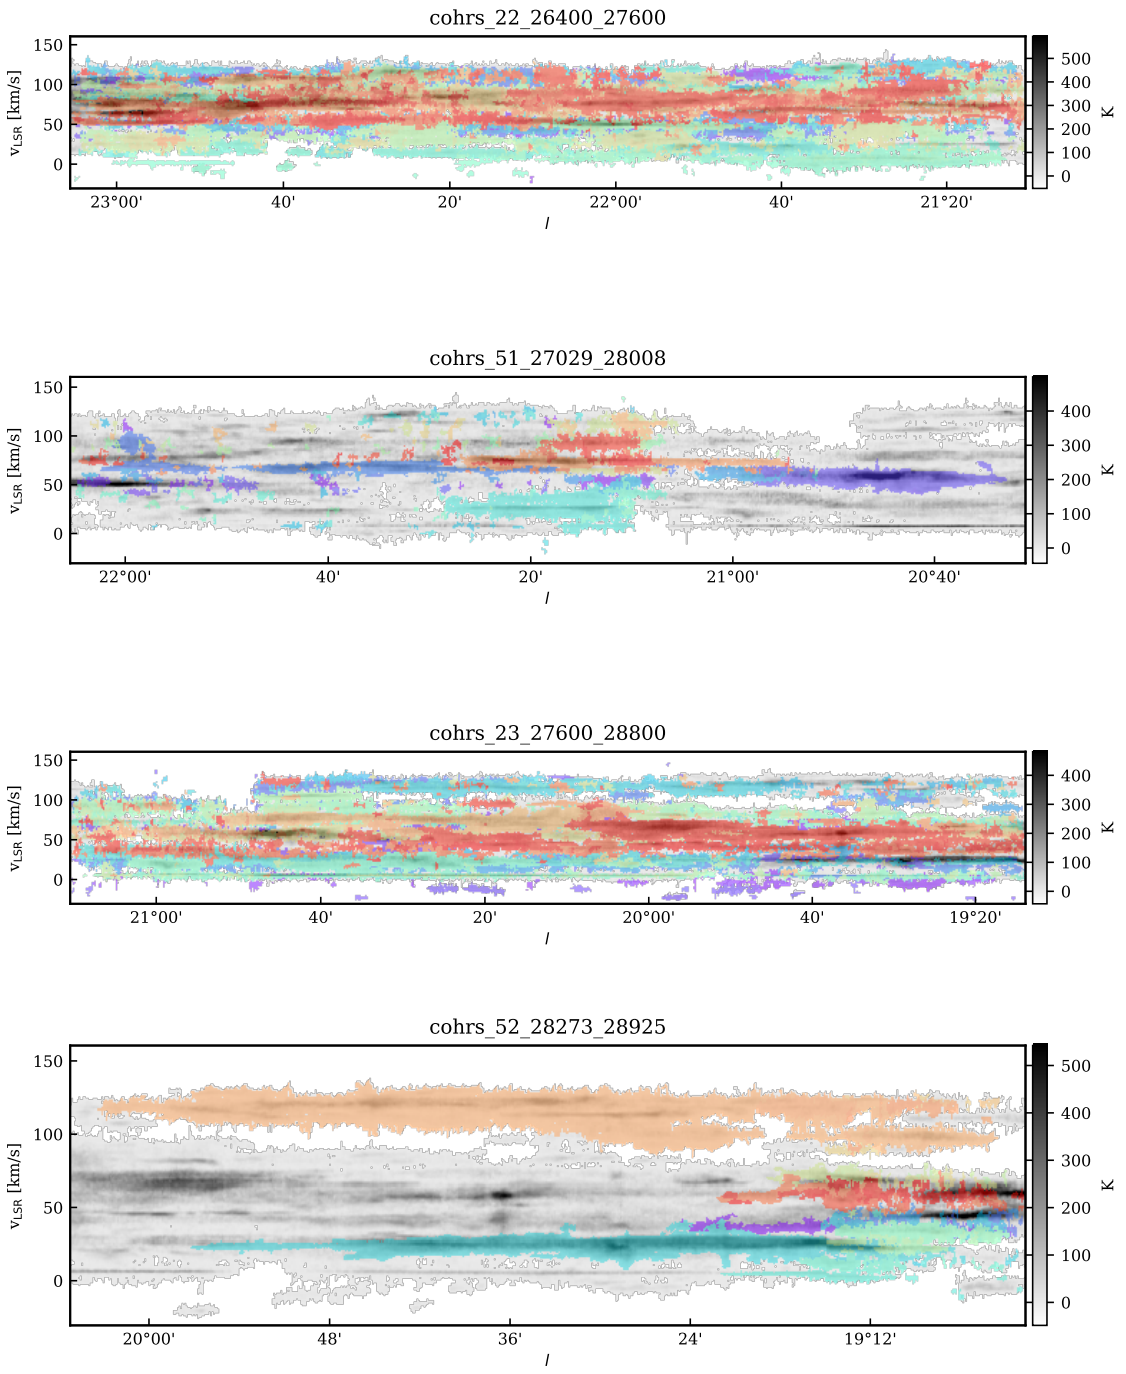 cohrs_22_26400_27600
150
100
50
0
v_LSR [km/s]
23°00' 40' 20' 22°00' 40' 21°20'
l
500
400
300
200
100
0
K
cohrs_51_27029_28008
150
100
50
0
v_LSR [km/s]
22°00' 40' 20' 21°00' 20°40'
l
400
300
200
100
0
K
cohrs_23_27600_28800
150
100
50
0
v_LSR [km/s]
21°00' 40' 20' 20°00' 40' 19°20'
l
400
300
200
100
0
K
cohrs_52_28273_28925
150
100
50
0
v_LSR [km/s]
20°00' 48' 36' 24' 19°12'
l
500
400
300
200
100
0
K